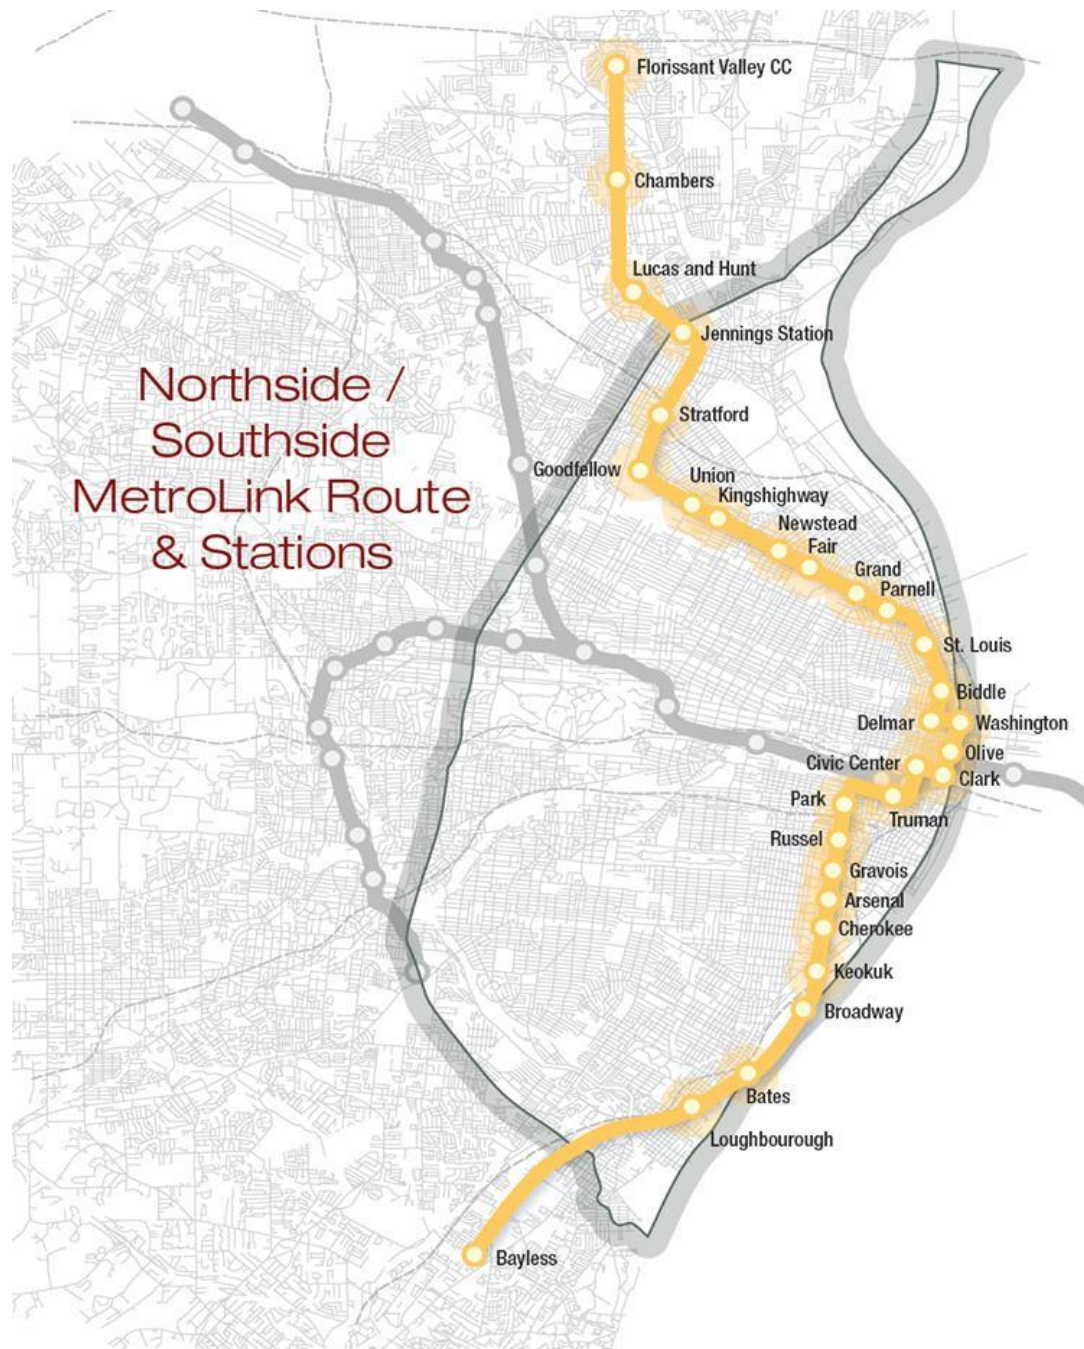 Florissant Valley CC
Chambers
Lucas and Hunt
Jennings Station
Northside /
Southside
MetroLink Route
& Stations
Stratford
Goodfellow
Union
Kingshighway
Newstead
Fair
Grand
Parnell
St. Louis
Biddle
Delmar
Washington
Olive
Civic Center
Clark
Park
Truman
Russel
Gravois
Arsenal
Cherokee
Keokuk
Broadway
Bates
Loughbourough
Bayless